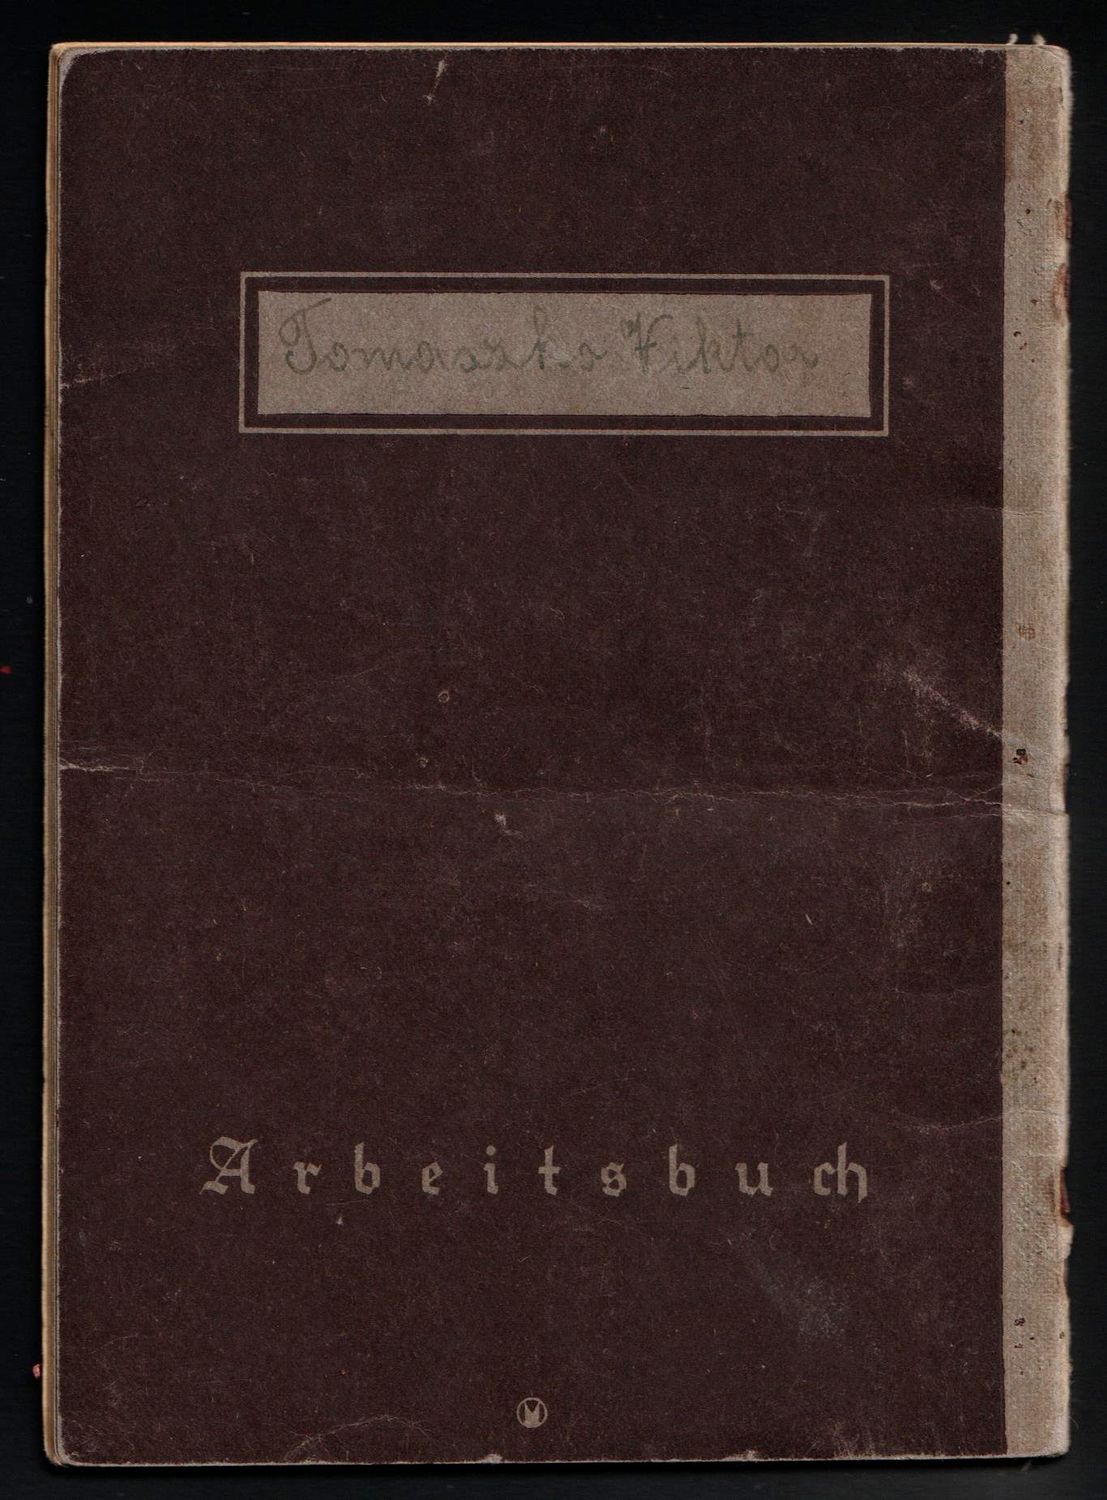 Tomaszko Viktor
Arbeitsbuch